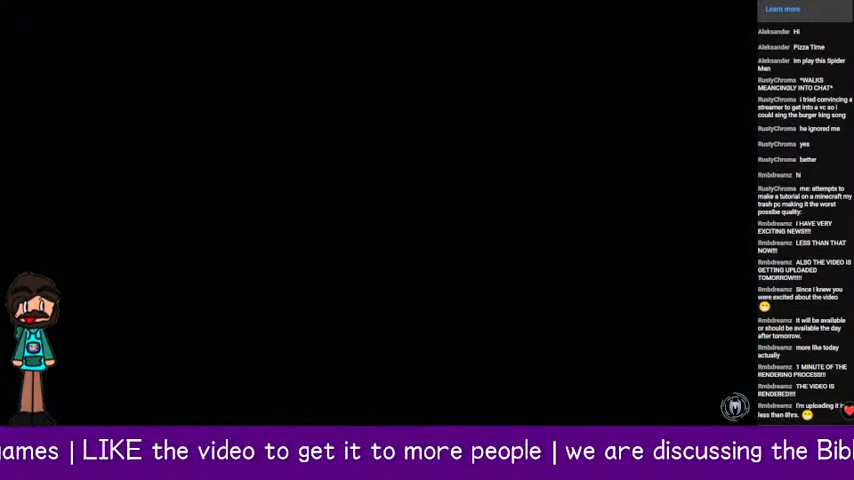 Learn more
Aleksander Hi
Aleksander Pizza Time
Aleksander Im play this Spider
Man
RustyChroma *WALKS
MEANCINGLY INTO CHAT*
RustyChroma i tried convincing a
streamer to get into a vc so i
could sing the burger king song
RustyChroma he ignored me
RustyChroma yes
RustyChroma better
Rmbdreamz hi
RustyChroma me: attempts to
make a tutorial on a minecraft my
trash pc making it the worst
possibe quality:
Rmbdreamz I HAVE VERY
EXCITING NEWS!!!!
Rmbdreamz LESS THAN THAT
NOW!!!
Rmbdreamz ALSO THE VIDEO IS
GETTING UPLOADED
TOMORROW!!!!!
Rmbdreamz Since I knew you
were excited about the video
😁
Rmbdreamz It will be available
or should be available the day
after tomorrow.
Rmbdreamz more like today
actually
Rmbdreamz 1 MINUTE OF THE
RENDERING PROCESS!!!
Rmbdreamz THE VIDEO IS
RENDERED!!!!
Rmbdreamz I'm uploading it
less than 8hrs. 😁
games | LIKE the video to get it to more people | we are discussing the Bibl